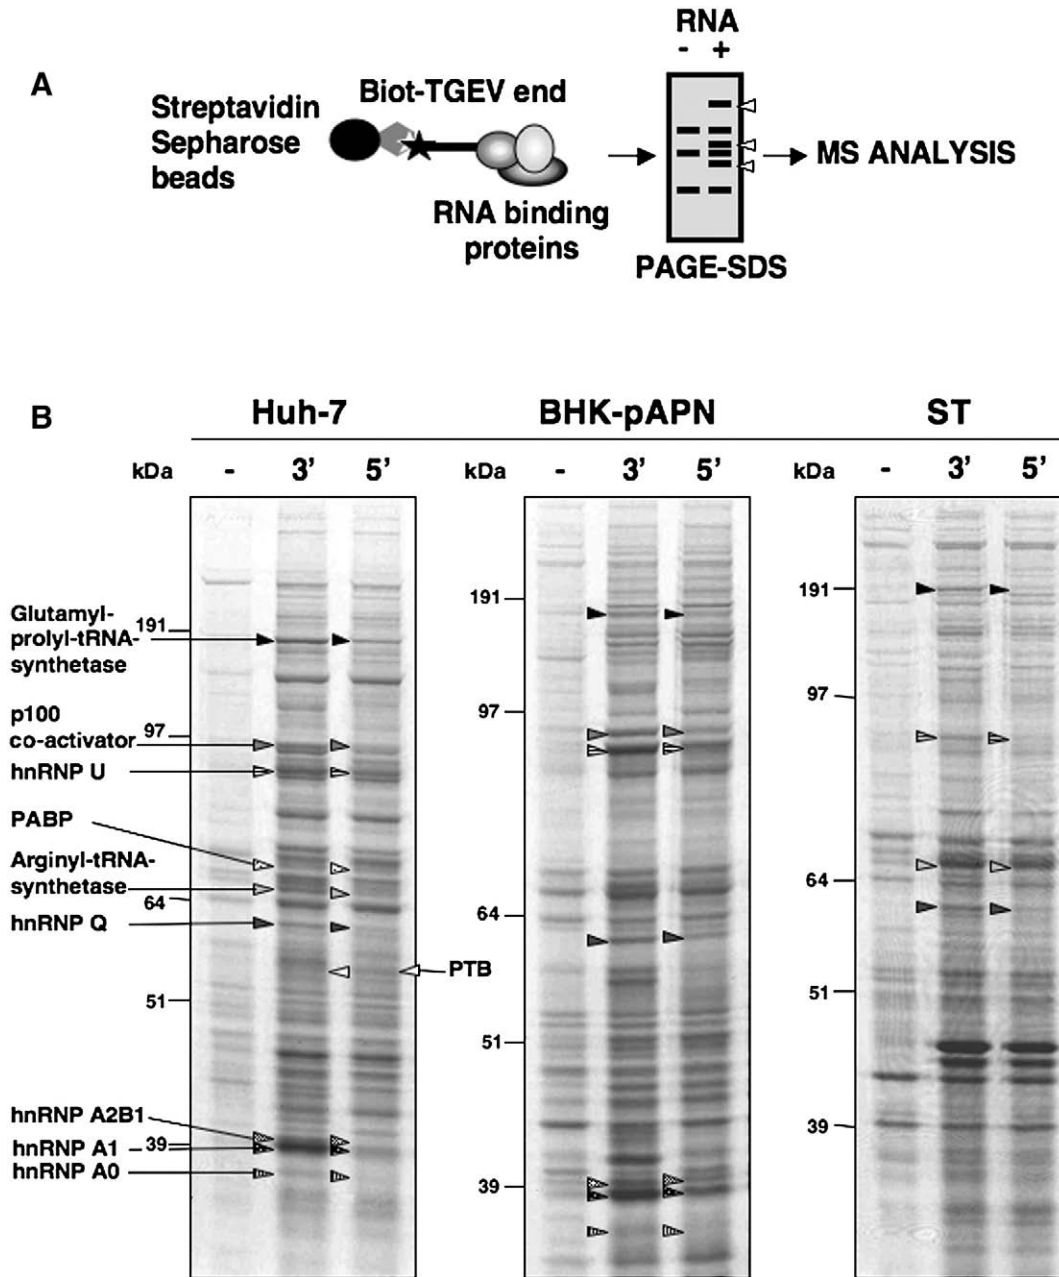 A
Streptavidin
Sepharose
beads
Biot-TGEV end
RNA binding
proteins
RNA
- +
PAGE-SDS
MS ANALYSIS
B
Huh-7
BHK-pAPN
ST
kDa - 3' 5'
kDa - 3' 5'
kDa - 3' 5'
Glutamyl-
prolyl-tRNA-
synthetase
p100
co-activator
hnRNP U
PABP
Arginyl-tRNA-
synthetase
hnRNP Q
PTB
hnRNP A2B1
hnRNP A1
hnRNP A0
191
97
64
51
39
191
97
64
51
39
191
97
64
51
39